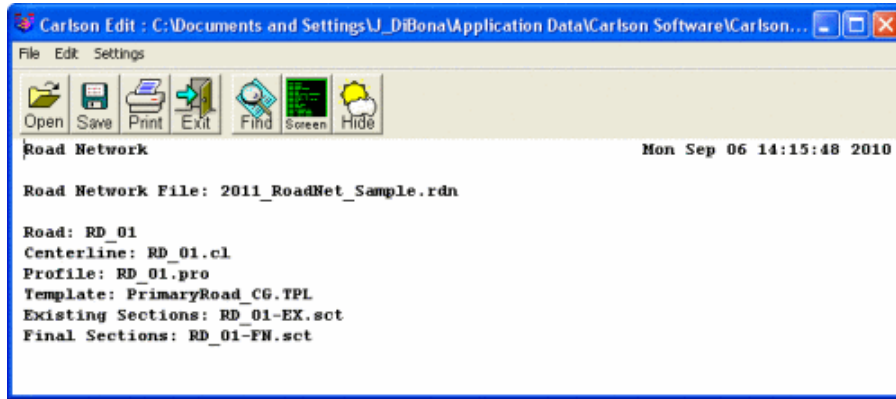 Carlson Edit : C:\Documents and Settings\J_DiBona\Application Data\Carlson Software\Carlson...
File Edit Settings
Open Save Print Exit Find Screen Hide
Road Network Mon Sep 06 14:15:48 2010
Road Network File: 2011_RoadNet_Sample.rdn
Road: RD_01
Centerline: RD_01.cl
Profile: RD_01.pro
Template: PrimaryRoad_CG.TPL
Existing Sections: RD_01-EX.sct
Final Sections: RD_01-FN.sct